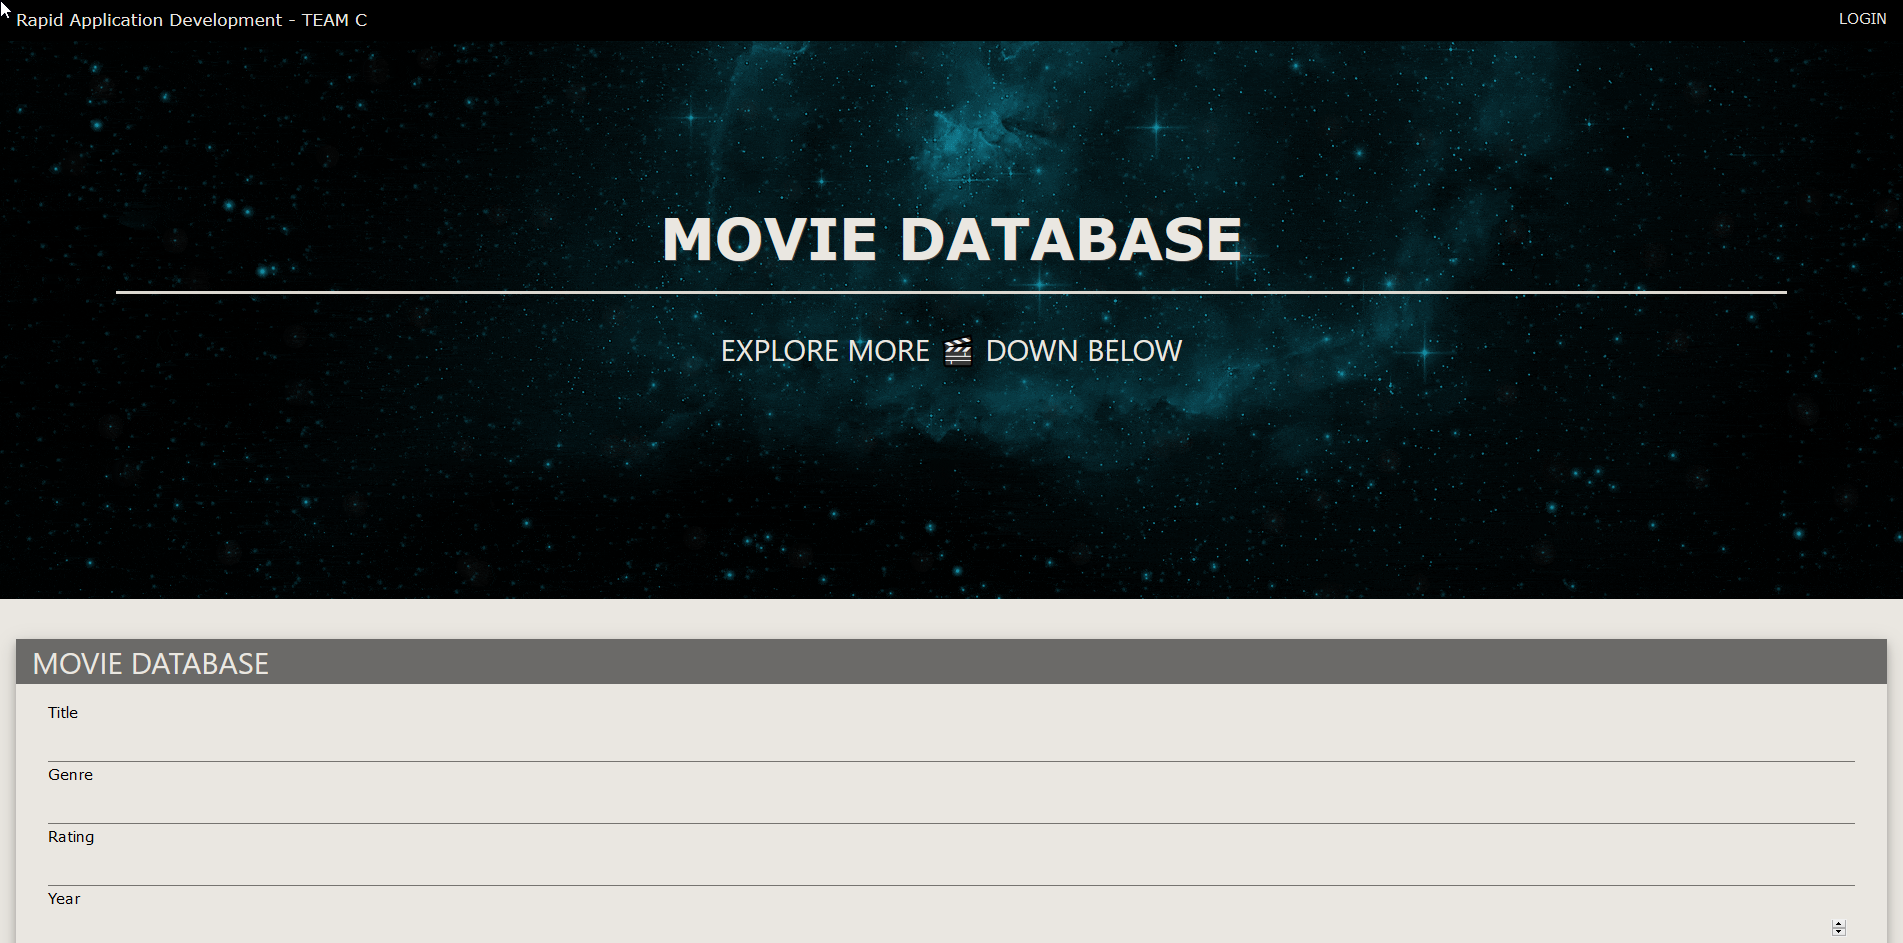 Rapid Application Development - TEAM C
LOGIN
MOVIE DATABASE
EXPLORE MORE 🎬 DOWN BELOW
MOVIE DATABASE
Title
Genre
Rating
Year